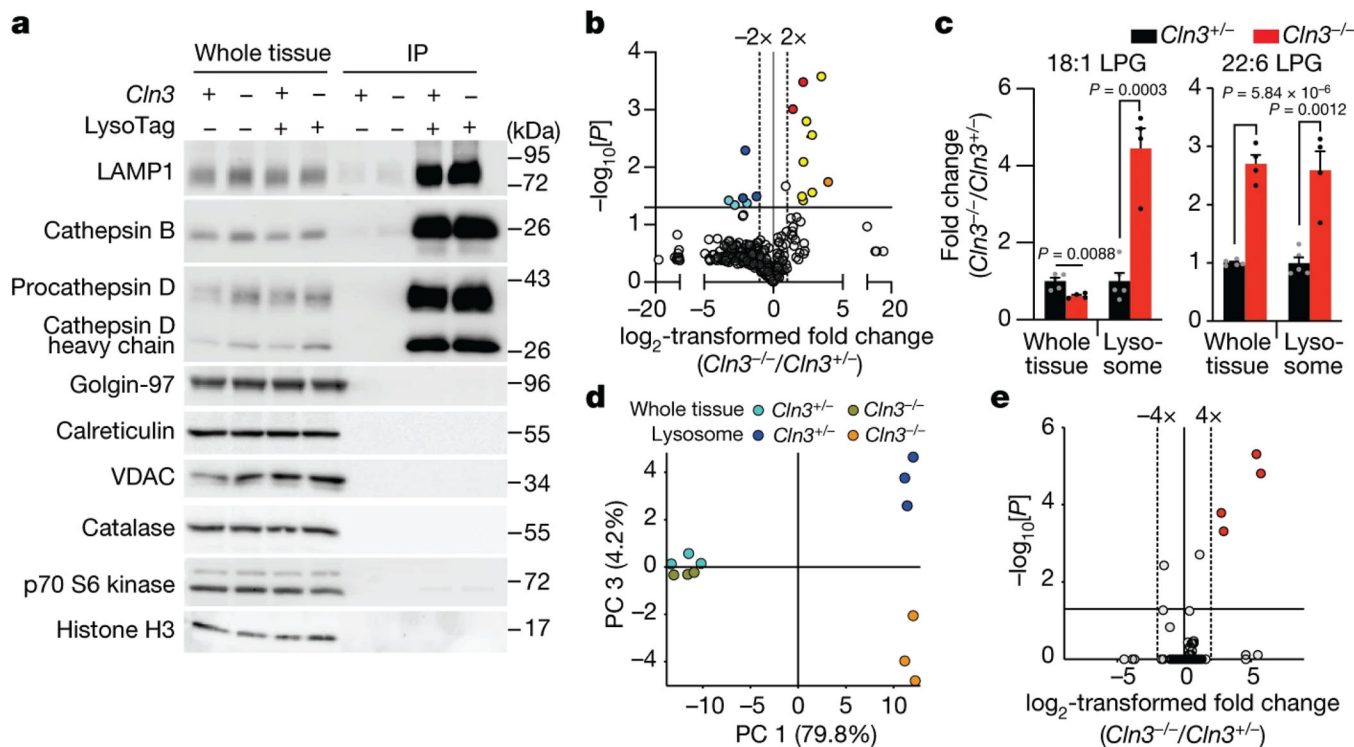 a
Whole tissue IP
Cln3 + − + − + − + −
LysoTag − − + + − − + + (kDa)
LAMP1
95
72
Cathepsin B
26
Procathepsin D
43
Cathepsin D
heavy chain
26
Golgin-97
96
Calreticulin
55
VDAC
34
Catalase
55
p70 S6 kinase
72
Histone H3
17
b
−2× 2×
4
3
2
1
0
−log10[P]
−20 −5 0 5 20
log2-transformed fold change
(Cln3−/−/Cln3+/−)
c
Cln3+/− Cln3−/−
18:1 LPG 22:6 LPG
Fold change
(Cln3−/−/Cln3+/−)
6
4
2
0
P = 0.0003
P = 0.0088
Whole
tissue
Lyso-
some
4
3
2
1
0
P = 5.84 × 10−6
P = 0.0012
Whole
tissue
Lyso-
some
d
Whole tissue Cln3+/− Cln3−/−
Lysosome Cln3+/− Cln3−/−
PC 3 (4.2%)
4
2
0
−2
−4
−10 −5 0 5 10
PC 1 (79.8%)
e
−4× 4×
6
4
2
0
−log10[P]
−5 0 5
log2-transformed fold change
(Cln3−/−/Cln3+/−)